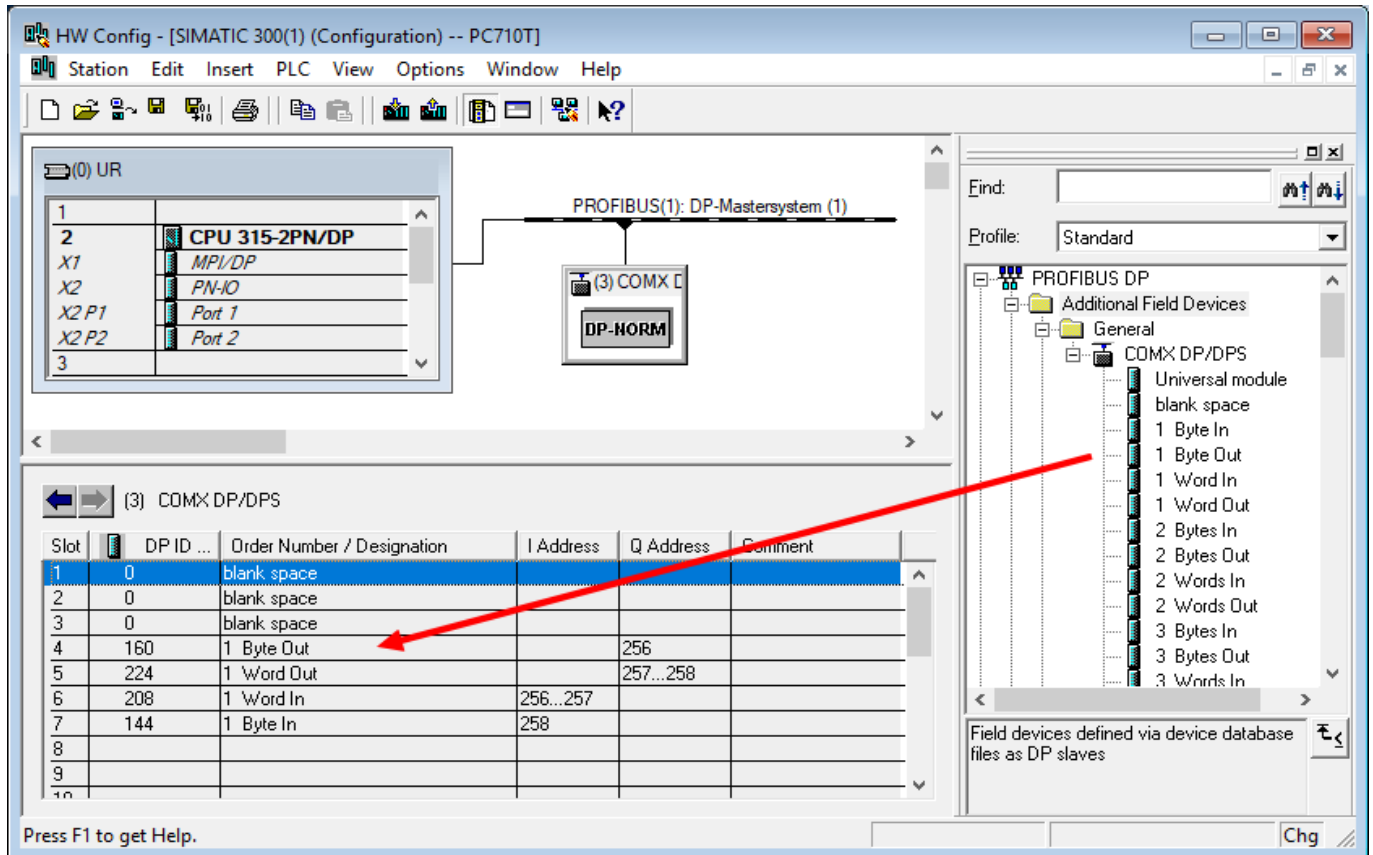 HW Config - [SIMATIC 300(1) (Configuration) -- PC710T]
Station Edit Insert PLC View Options Window Help
(0) UR
1
2 CPU 315-2PN/DP
X1 MPI/DP
X2 PN-IO
X2 P1 Port 1
X2 P2 Port 2
3
PROFIBUS(1): DP-Mastersystem (1)
(3) COMX D
DP-NORM
(3) COMX DP/DPS
Slot DP ID ... Order Number / Designation I Address Q Address Comment
1 0 blank space
2 0 blank space
3 0 blank space
4 160 1 Byte Out 256
5 224 1 Word Out 257...258
6 208 1 Word In 256...257
7 144 1 Byte In 258
8
9
10
Find:
Profile: Standard
PROFIBUS DP
Additional Field Devices
General
COMX DP/DPS
Universal module
blank space
1 Byte In
1 Byte Out
1 Word In
1 Word Out
2 Bytes In
2 Bytes Out
2 Words In
2 Words Out
3 Bytes In
3 Bytes Out
3 Words In
Field devices defined via device database
files as DP slaves
Press F1 to get Help.
Chg